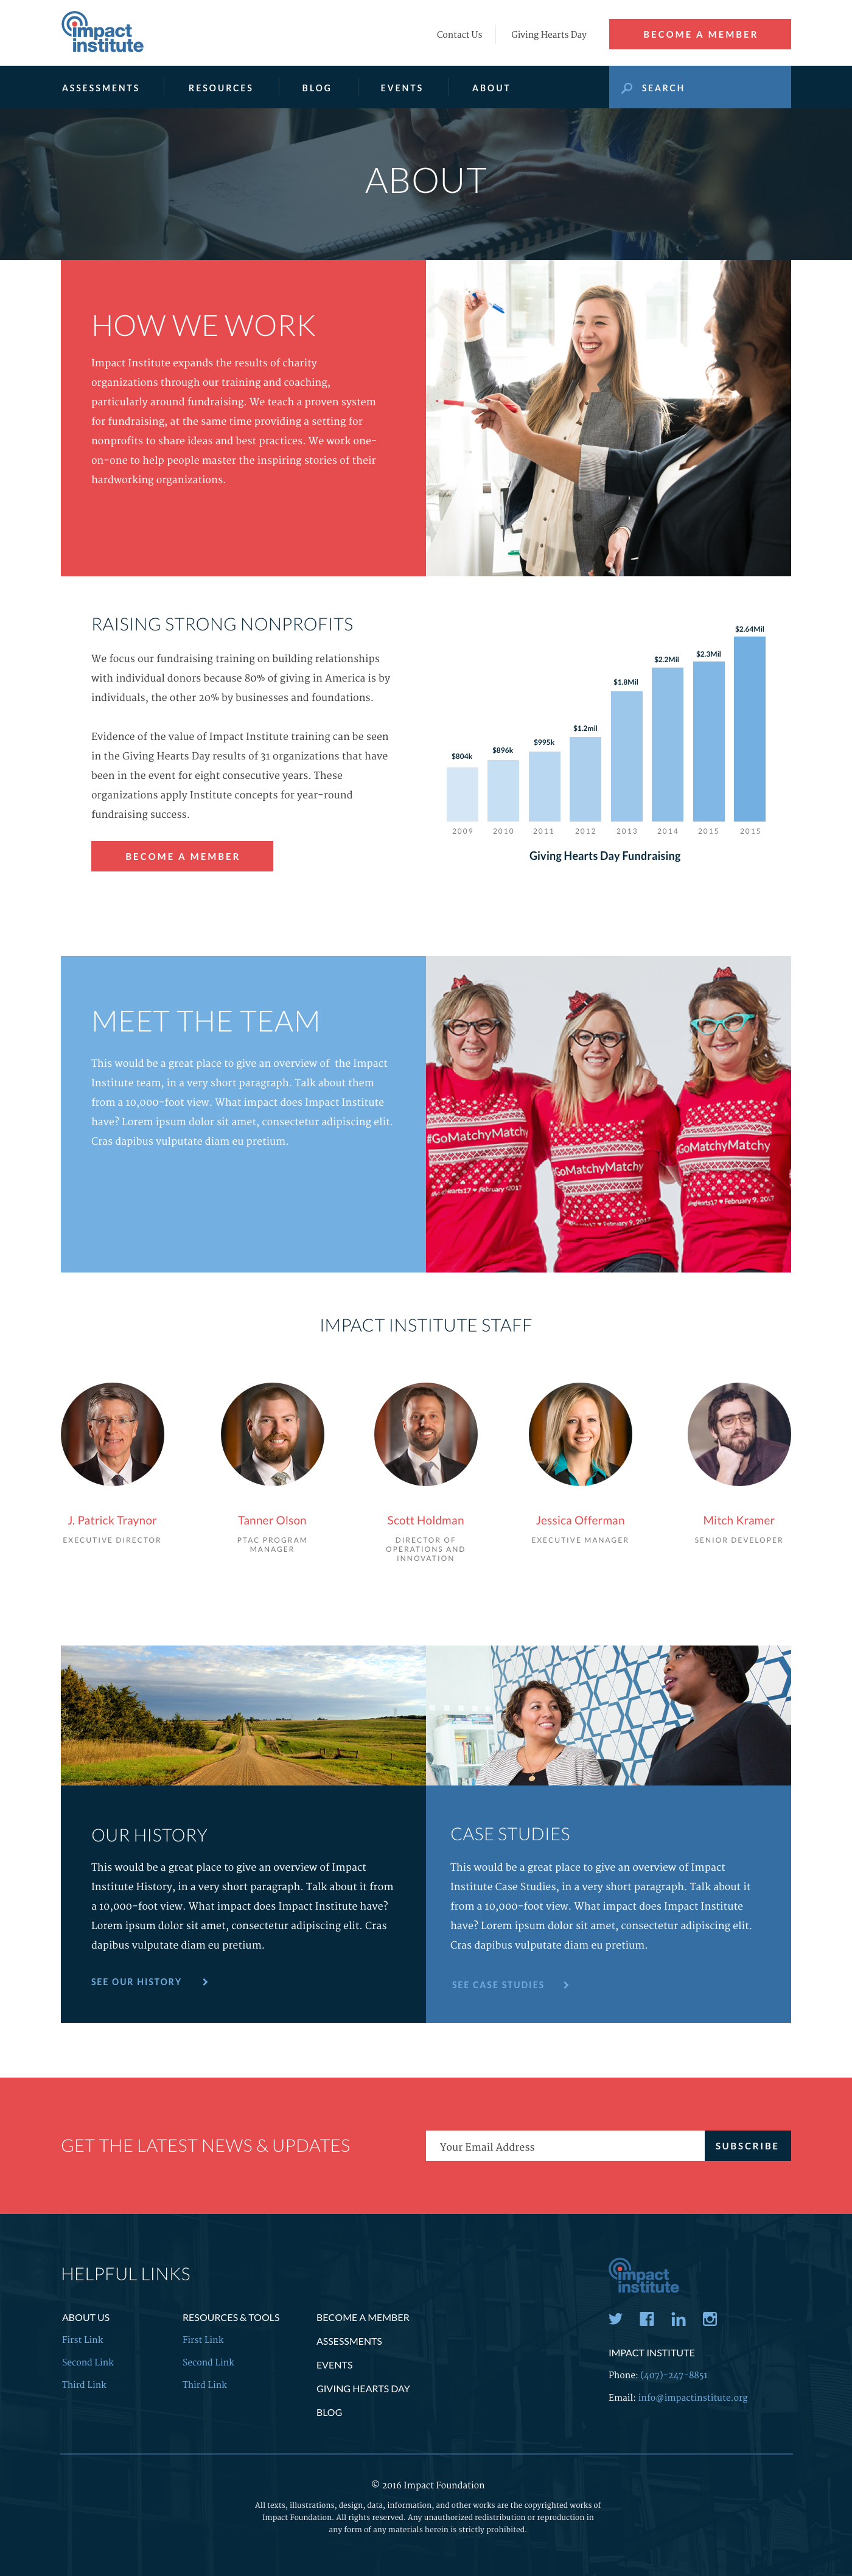 impact
institute
Contact Us
Giving Hearts Day
BECOME A MEMBER
ASSESSMENTS
RESOURCES
BLOG
EVENTS
ABOUT
SEARCH
ABOUT
HOW WE WORK
Impact Institute expands the results of charity
organizations through our training and coaching,
particularly around fundraising. We teach a proven system
for fundraising, at the same time providing a setting for
nonprofits to share ideas and best practices. We work one-
on-one to help people master the inspiring stories of their
hardworking organizations.
RAISING STRONG NONPROFITS
We focus our fundraising training on building relationships
with individual donors because 80% of giving in America is by
individuals, the other 20% by businesses and foundations.
Evidence of the value of Impact Institute training can be seen
in the Giving Hearts Day results of 31 organizations that have
been in the event for eight consecutive years. These
organizations apply Institute concepts for year-round
fundraising success.
BECOME A MEMBER
$804k
$896k
$995k
$1.2mil
$1.8Mil
$2.2Mil
$2.3Mil
$2.64Mil
2009
2010
2011
2012
2013
2014
2015
2015
Giving Hearts Day Fundraising
MEET THE TEAM
This would be a great place to give an overview of the Impact
Institute team, in a very short paragraph. Talk about them
from a 10,000-foot view. What impact does Impact Institute
have? Lorem ipsum dolor sit amet, consectetur adipiscing elit.
Cras dapibus vulputate diam eu pretium.
#GoMatchyMatchy
GoMatchyMatchy
GoMatchyMatchy
February 2017
February 9, 2017
IMPACT INSTITUTE STAFF
J. Patrick Traynor
EXECUTIVE DIRECTOR
Tanner Olson
PTAC PROGRAM
MANAGER
Scott Holdman
DIRECTOR OF
OPERATIONS AND
INNOVATION
Jessica Offerman
EXECUTIVE MANAGER
Mitch Kramer
SENIOR DEVELOPER
OUR HISTORY
This would be a great place to give an overview of Impact
Institute History, in a very short paragraph. Talk about it from
a 10,000-foot view. What impact does Impact Institute have?
Lorem ipsum dolor sit amet, consectetur adipiscing elit. Cras
dapibus vulputate diam eu pretium.
SEE OUR HISTORY
CASE STUDIES
This would be a great place to give an overview of Impact
Institute Case Studies, in a very short paragraph. Talk about it
from a 10,000-foot view. What impact does Impact Institute
have? Lorem ipsum dolor sit amet, consectetur adipiscing elit.
Cras dapibus vulputate diam eu pretium.
SEE CASE STUDIES
GET THE LATEST NEWS & UPDATES
Your Email Address
SUBSCRIBE
HELPFUL LINKS
ABOUT US
First Link
Second Link
Third Link
RESOURCES & TOOLS
First Link
Second Link
Third Link
BECOME A MEMBER
ASSESSMENTS
EVENTS
GIVING HEARTS DAY
BLOG
impact
institute
IMPACT INSTITUTE
Phone: (407)-247-8851
Email: info@impactinstitute.org
© 2016 Impact Foundation
All texts, illustrations, design, data, information, and other works are the copyrighted works of
Impact Foundation. All rights reserved. Any unauthorized redistribution or reproduction in
any form of any materials herein is strictly prohibited.